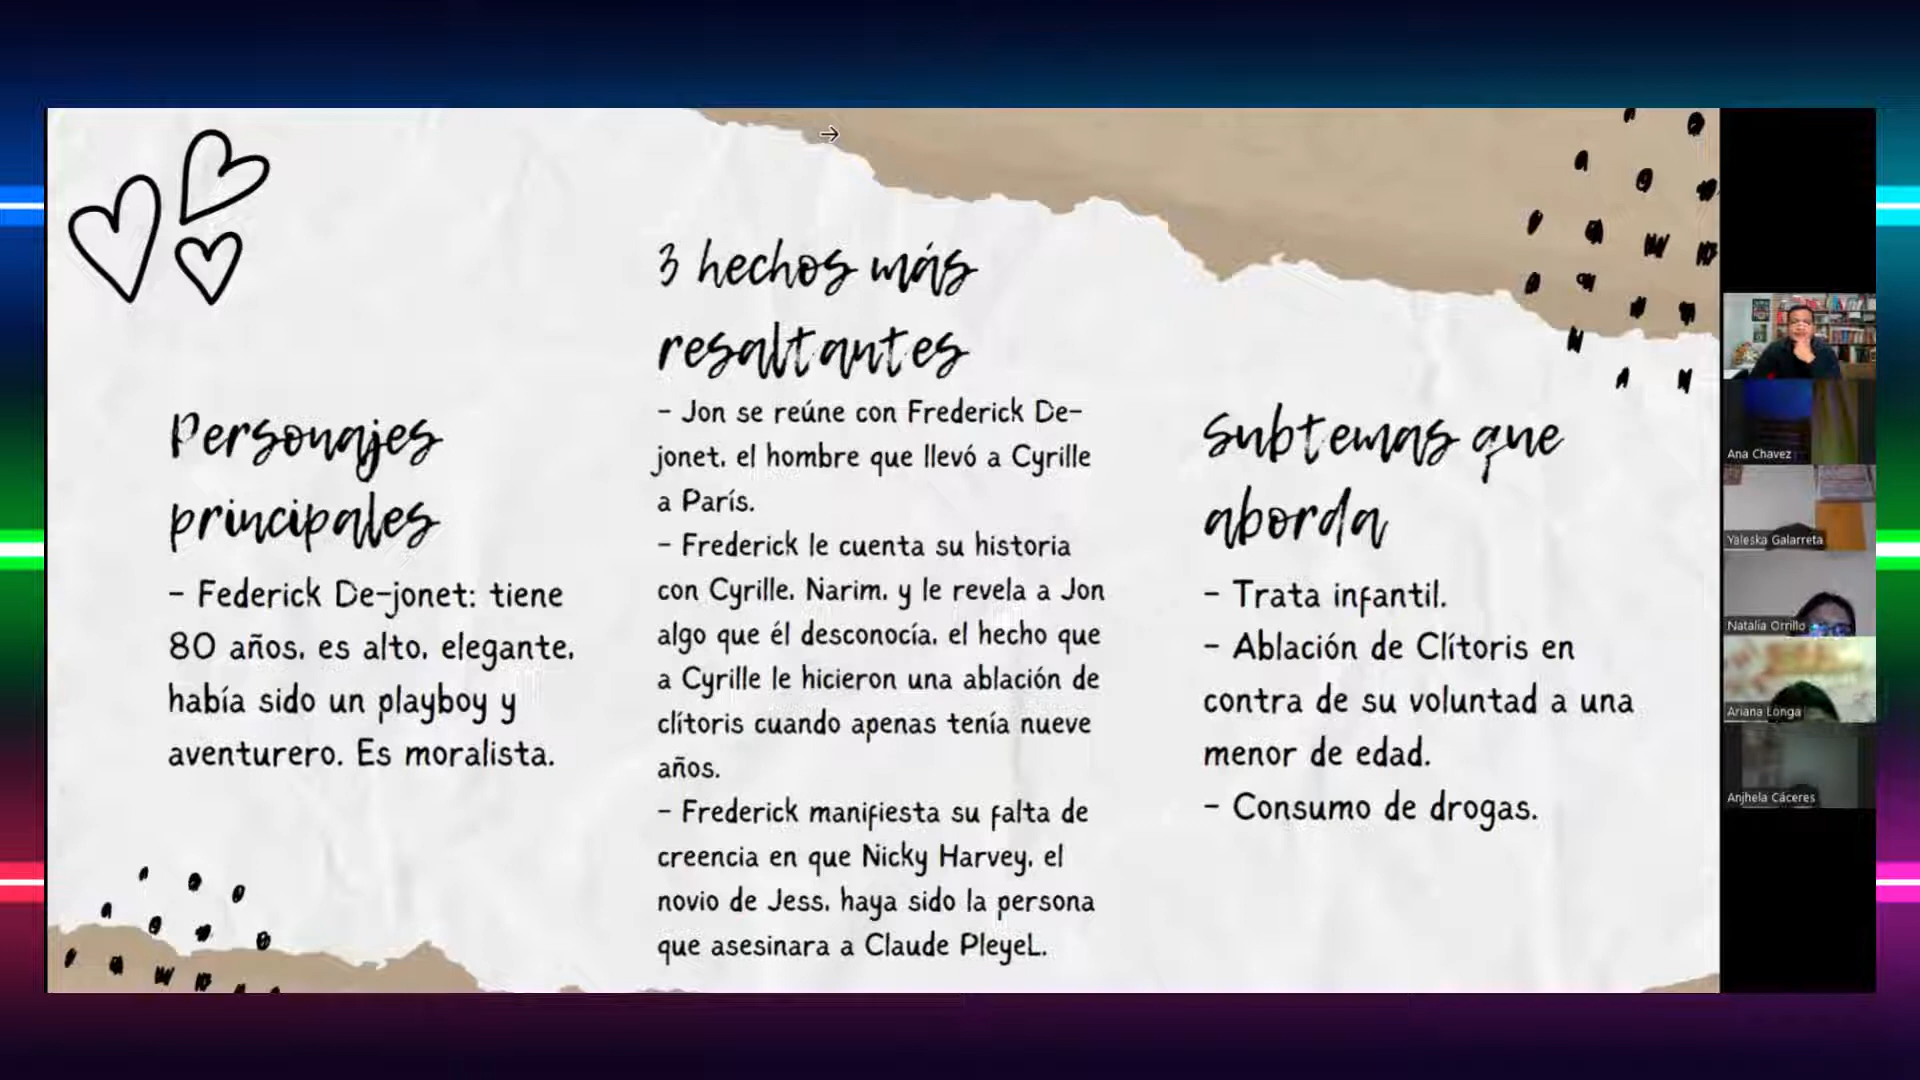 Personajes
principales
- Federick De-jonet: tiene
80 años, es alto, elegante,
había sido un playboy y
aventurero. Es moralista.
3 hechos más
resaltantes
- Jon se reúne con Frederick De-
jonet, el hombre que llevó a Cyrille
a París.
- Frederick le cuenta su historia
con Cyrille, Narim, y le revela a Jon
algo que él desconocía, el hecho que
a Cyrille le hicieron una ablación de
clítoris cuando apenas tenía nueve
años.
- Frederick manifiesta su falta de
creencia en que Nicky Harvey, el
novio de Jess, haya sido la persona
que asesinara a Claude PleyeL.
Subtemas que
aborda
- Trata infantil.
- Ablación de Clítoris en
contra de su voluntad a una
menor de edad.
- Consumo de drogas.
Ana Chavez
Yaleska Galarreta
Natalia Orrillo
Ariana Longa
Anjhela Cáceres